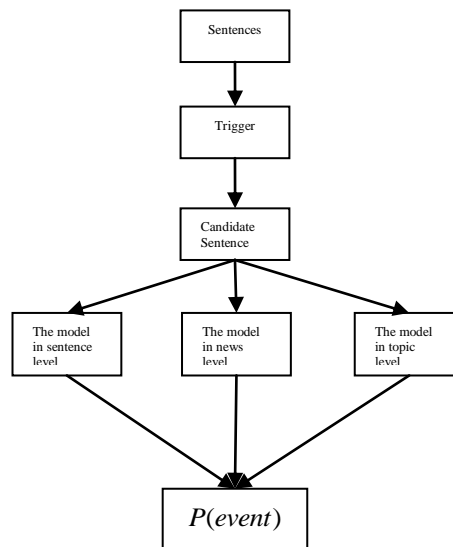 Sentences
Trigger
Candidate
Sentence
The model
in sentence
level
The model
in news
level
The model
in topic
level
P(event)